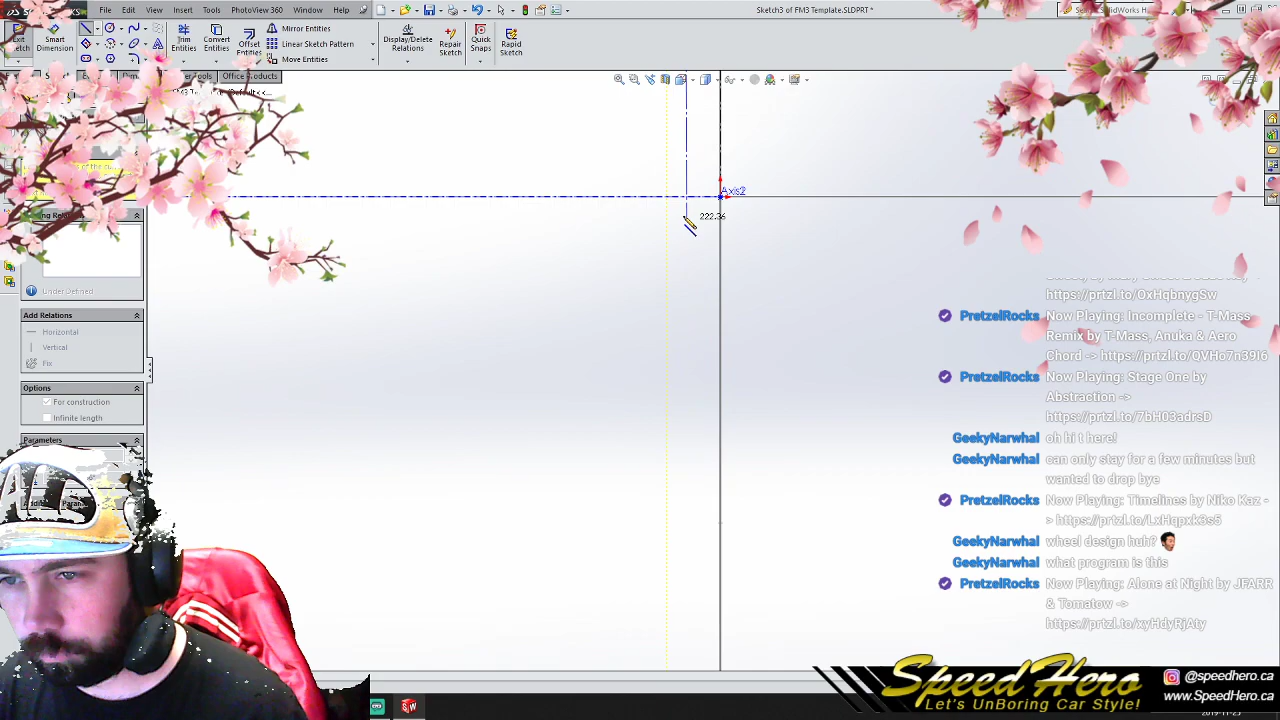 File Edit View Insert Tools PhotoView 360 Window Help
Sketch3 of FM3 Template.SLDPRT *
Exit Sketch
Smart Dimension
Trim Entities
Convert Entities
Offset Entities
Mirror Entities
Linear Sketch Pattern
Move Entities
Display/Delete Relations
Repair Sketch
Quick Snaps
Rapid Sketch
Office Products
Axis2
222.36
Under Defined
Add Relations
Horizontal
Vertical
Fix
Options
For construction
Infinite length
Parameters
https://prtzl.to/OxHqbnygSw
PretzelRocks Now Playing: Incomplete - T-Mass
Remix by T-Mass, Anuka & Aero
Chord -> https://prtzl.to/QVHo7n39I6
PretzelRocks Now Playing: Stage One by
Abstraction ->
https://prtzl.to/7bH03adrsD
GeekyNarwhal oh hi t here!
GeekyNarwhal can only stay for a few minutes but
wanted to drop bye
PretzelRocks Now Playing: Timelines by Niko Kaz -
> https://prtzl.to/LxHqpxk3s5
GeekyNarwhal wheel design huh?
GeekyNarwhal what program is this
PretzelRocks Now Playing: Alone at Night by JFARR
& Tomatow ->
https://prtzl.to/xyHdyRjAty
SpeedHero
Let's UnBoring Car Style!
@speedhero.ca
www.SpeedHero.ca